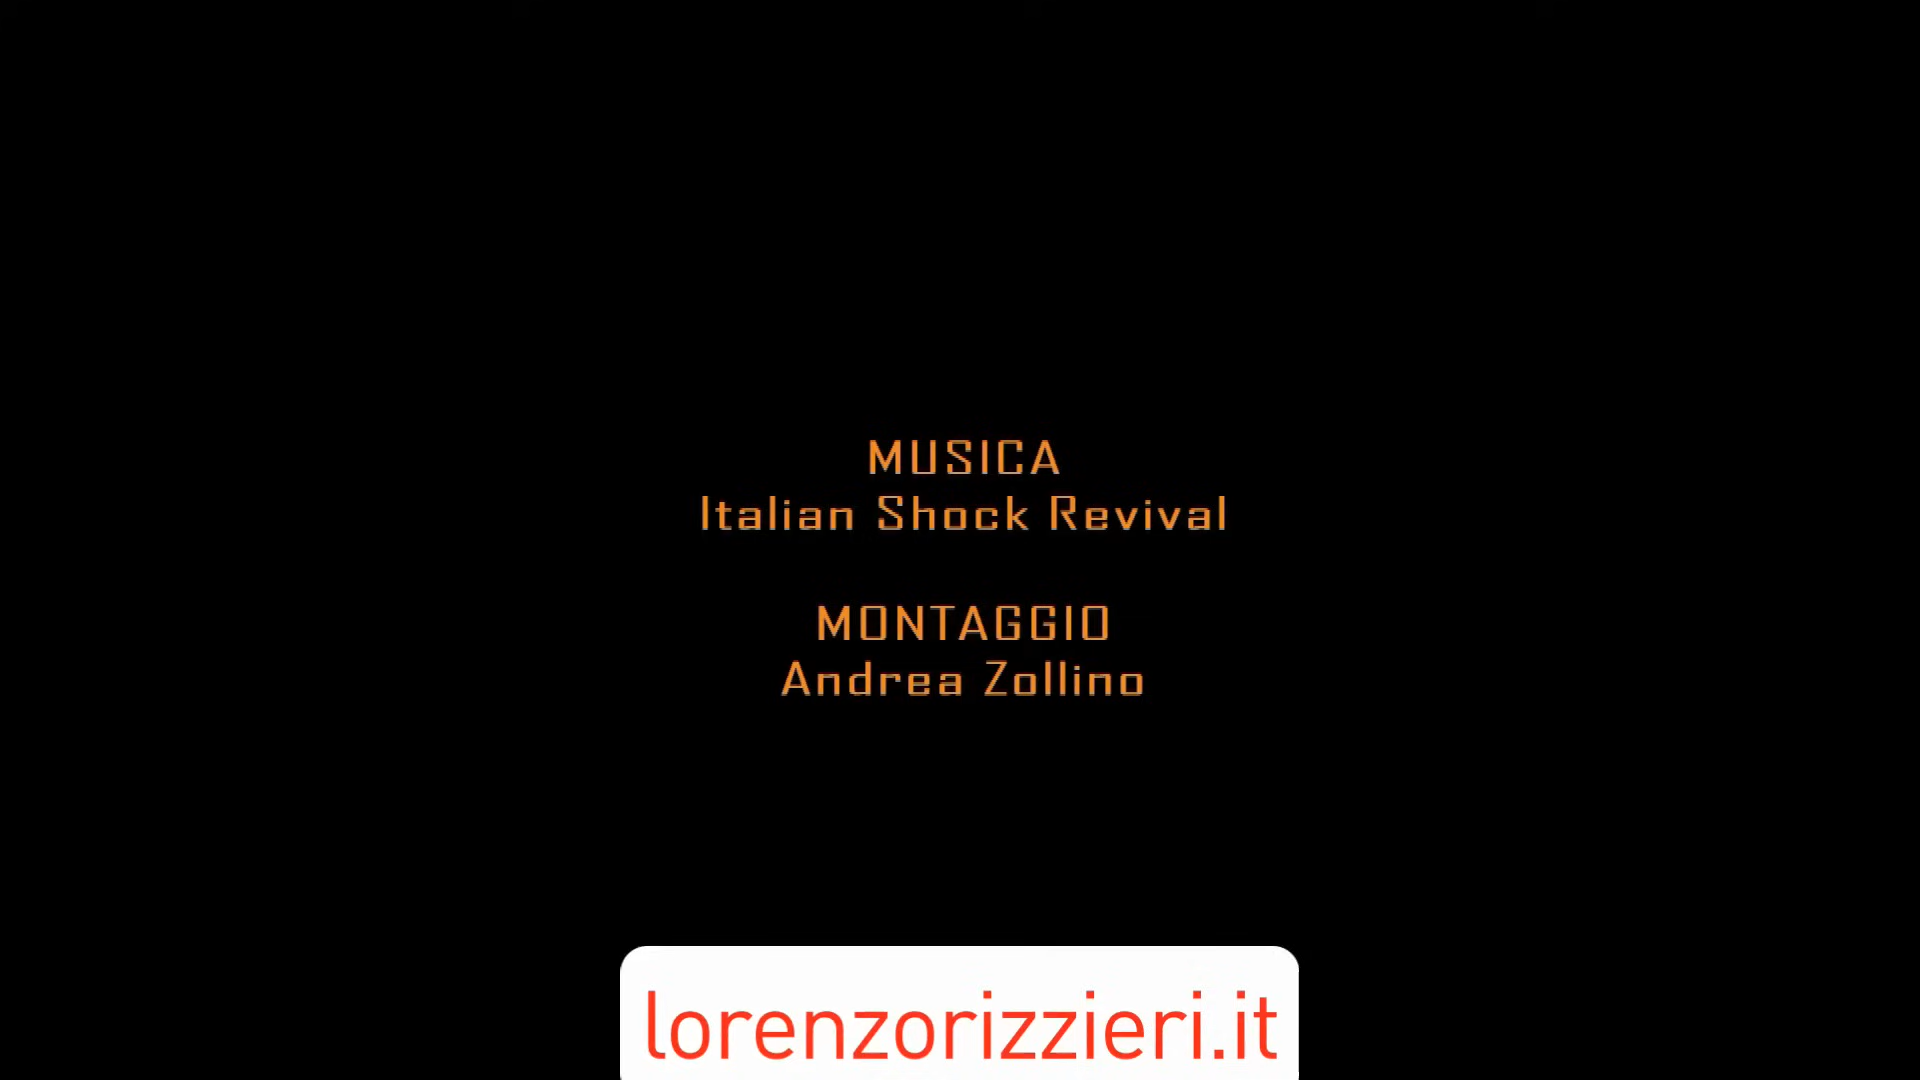 MUSICA
Italian Shock Revival
MONTAGGIO
Andrea Zollino
lorenzorizzieri.it